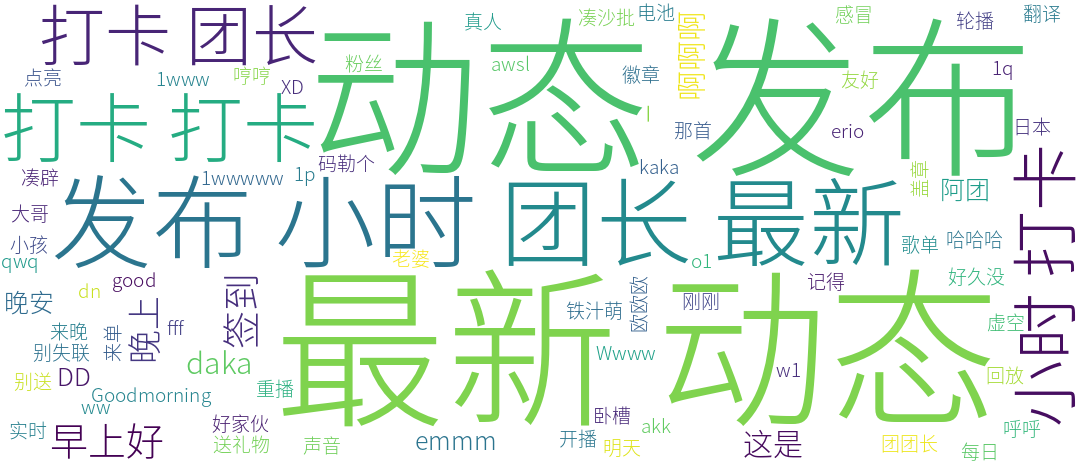 打卡 团长
动态 发布
真人
凑沙批
电池
啊啊啊啊
感冒
轮播
翻译
点亮
1www
哼哼
XD
粉丝
awsl
徽章
友好
1q
打卡 打卡
l
那首
erio
日本
凑辟
1wwwww
1p
码勒个
kaka
盖草
阿团
小时 打卡
大哥
发布 小时
团长 最新
小孩
qwq
老婆
o1
歌单
哈哈哈
dn
good
签到
最新 动态
铁汁萌
欧欧欧
刚刚
记得
好久没
晚安
晚上
fff
虚空
来晚
来单
别失联
daka
Wwww
w1
回放
别送
DD
重播
Goodmorning
ww
好家伙
卧槽
akk
实时
早上好
送礼物
声音
emmm
开播
明天
这是
团团长
每日
呼呼